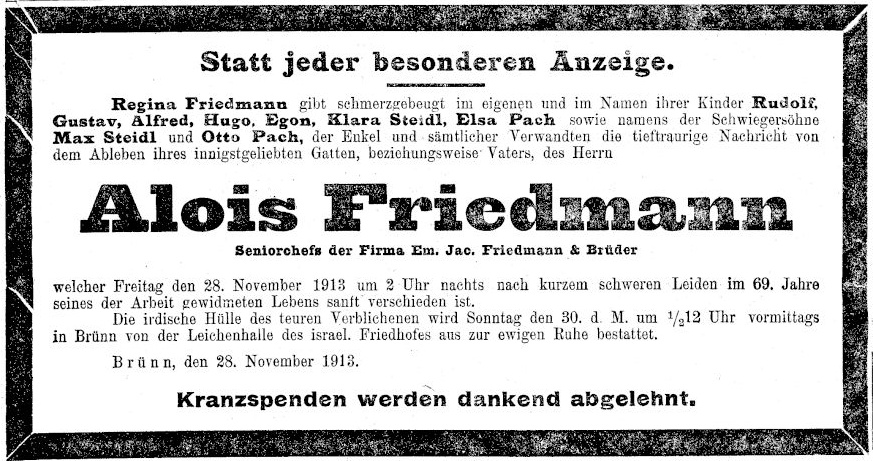 Statt jeder besonderen Anzeige.
Regina Friedmann gibt schmerzgebeugt im eigenen und im Namen ihrer Kinder Rudolf,
Gustav, Alfred, Hugo, Egon, Klara Steidl, Elsa Pach sowie namens der Schwiegersöhne
Max Steidl und Otto Pach, der Enkel und sämtlicher Verwandten die tieftraurige Nachricht von
dem Ableben ihres innigstgeliebten Gatten, beziehungsweise Vaters, des Herrn
Alois Friedmann
Seniorchefs der Firma Em. Jac. Friedmann & Brüder
welcher Freitag den 28. November 1913 um 2 Uhr nachts nach kurzem schweren Leiden im 69. Jahre
seines der Arbeit gewidmeten Lebens sanft verschieden ist.
Die irdische Hülle des teuren Verblichenen wird Sonntag den 30. d. M. um 1/212 Uhr vormittags
in Brünn von der Leichenhalle des israel. Friedhofes aus zur ewigen Ruhe bestattet.
Brünn, den 28. November 1913.
Kranzspenden werden dankend abgelehnt.